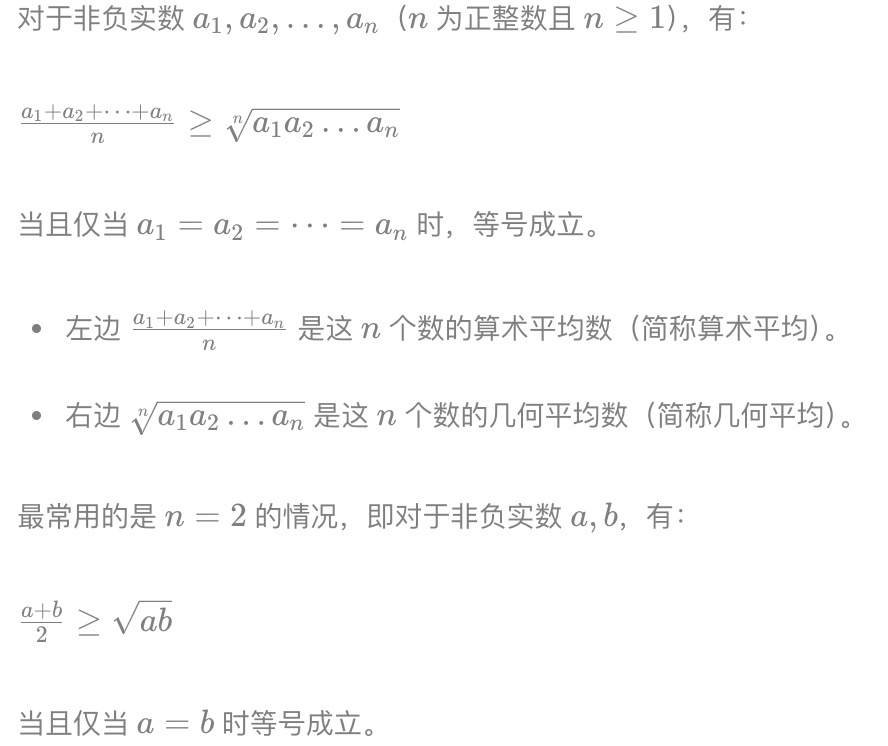 对于非负实数 $a_1, a_2, \ldots, a_n$（$n$ 为正整数且 $n \geq 1$），有：
$\frac{a_1+a_2+\cdots+a_n}{n} \geq \sqrt[n]{a_1 a_2 \ldots a_n}$
当且仅当 $a_1 = a_2 = \cdots = a_n$ 时，等号成立。
• 左边 $\frac{a_1+a_2+\cdots+a_n}{n}$ 是这 $n$ 个数的算术平均数（简称算术平均）。
• 右边 $\sqrt[n]{a_1 a_2 \ldots a_n}$ 是这 $n$ 个数的几何平均数（简称几何平均）。
最常用的是 $n = 2$ 的情况，即对于非负实数 $a, b$，有：
$\frac{a+b}{2} \geq \sqrt{ab}$
当且仅当 $a = b$ 时等号成立。